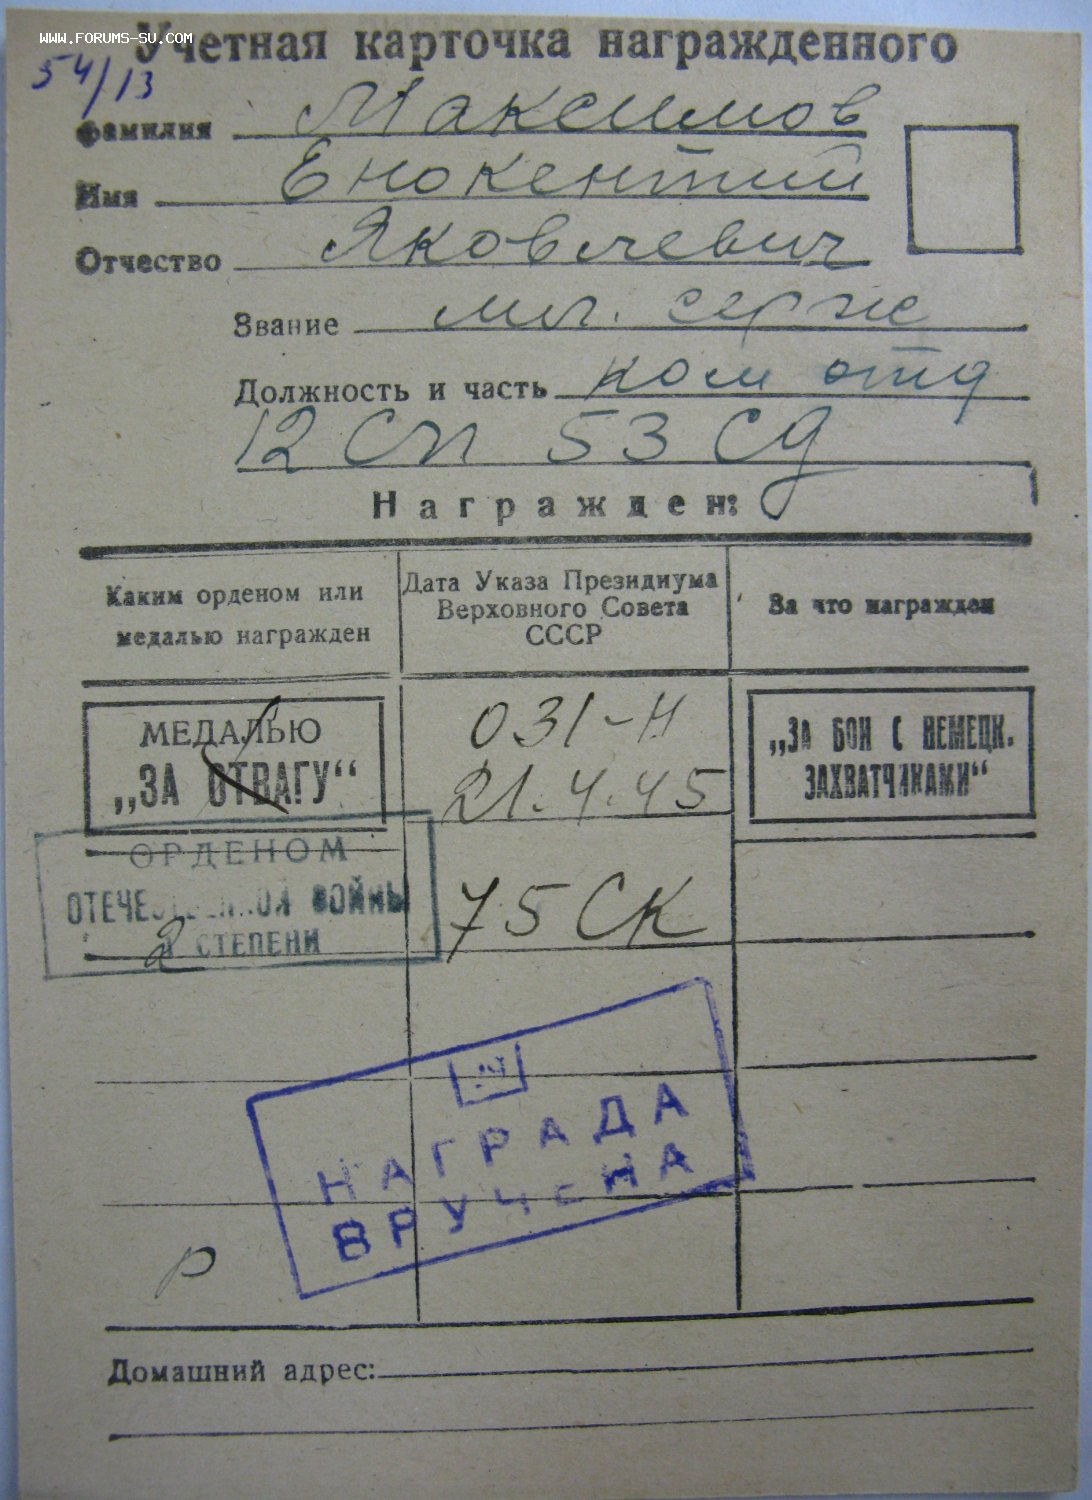 www.FORUMS-SU.com
Учетная карточка награжденного
54/13
Фамилия Максимов
Имя Енокентий
Отчество Яковлевич
Звание мл. серж
Должность и часть ком отд
12 СП 53 СД
Награжден:
Каким орденом или медалью награжден
Дата Указа Президиума Верховного Совета СССР
За что награжден
МЕДАЛЬЮ
„ЗА ОТВАГУ“
031-Н
21.4.45
„ЗА БОИ С НЕМЕЦК.
ЗАХВАТЧИКАМИ“
ОРДЕНОМ
ОТЕЧЕСТВЕННОЙ ВОЙНЫ
2 СТЕПЕНИ
75 СК
НАГРАДА
ВРУЧЕНА
р
Домашний адрес: